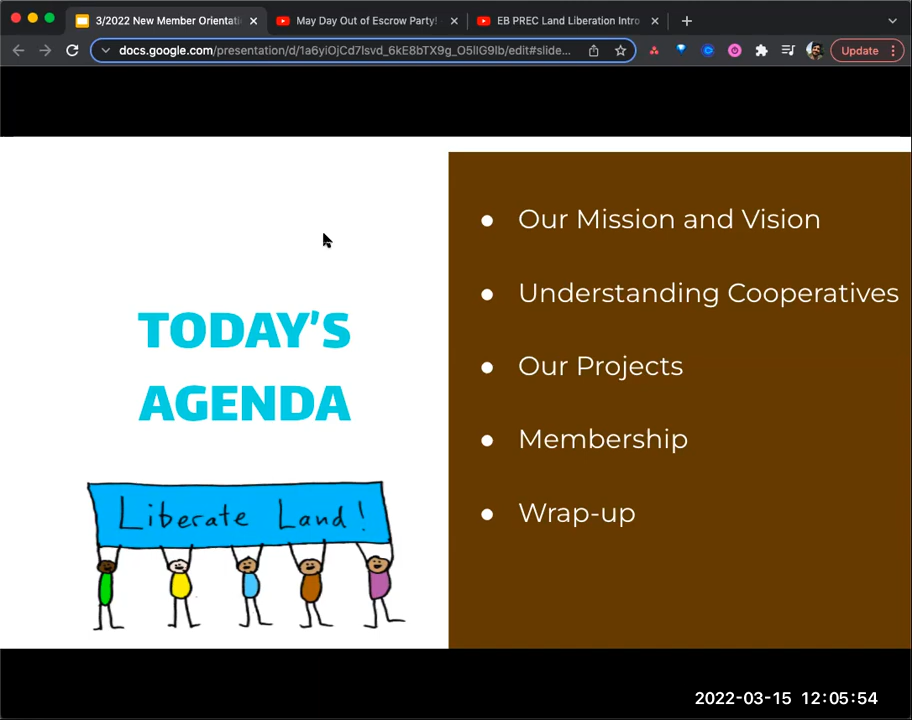 3/2022 New Member Orientati
May Day Out of Escrow Party!
EB PREC Land Liberation Intro
docs.google.com/presentation/d/1a6yiOjCd7lsvd_6kE8bTX9g_O5lIG9lb/edit#slide...
Update
TODAY'S
AGENDA
Liberate Land!
Our Mission and Vision
Understanding Cooperatives
Our Projects
Membership
Wrap-up
2022-03-15 12:05:54